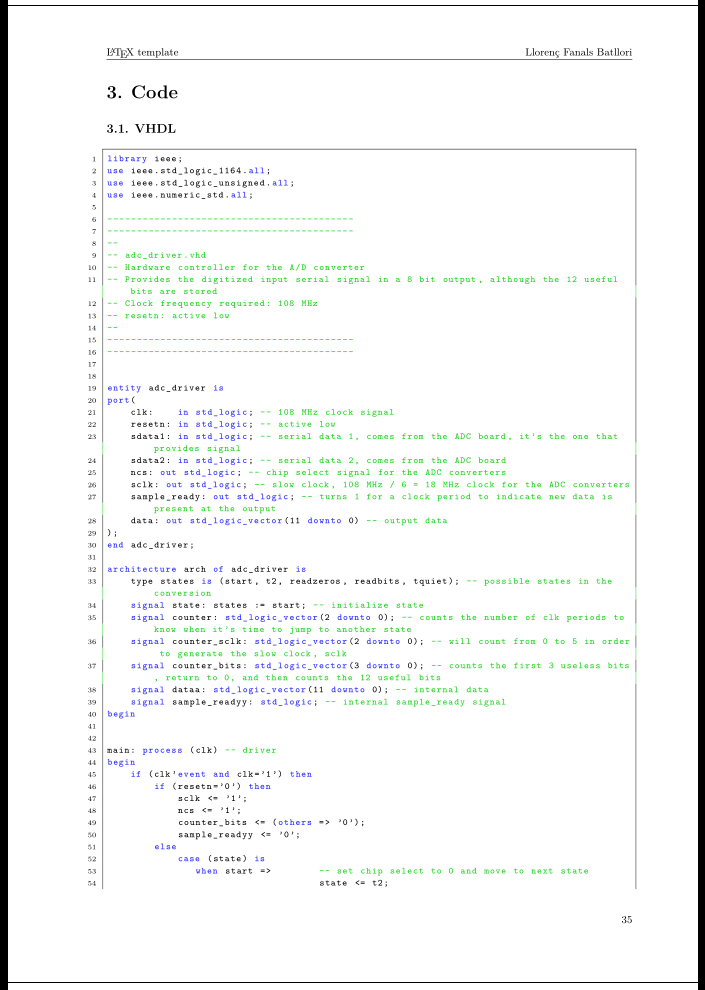 LATEX template Llorenç Fanals Batllori
3. Code
3.1. VHDL
1 library ieee;
2 use ieee.std_logic_1164.all;
3 use ieee.std_logic_unsigned.all;
4 use ieee.numeric_std.all;
5
6 ------------------------------------------
7 ------------------------------------------
8 --
9 -- adc_driver.vhd
10 -- Hardware controller for the A/D converter
11 -- Provides the digitized input serial signal in a 8 bit output, although the 12 useful
bits are stored
12 -- Clock frequency required: 108 MHz
13 -- resetn: active low
14 --
15 ------------------------------------------
16 ------------------------------------------
17
18
19 entity adc_driver is
20 port(
21 clk: in std_logic; -- 108 MHz clock signal
22 resetn: in std_logic; -- active low
23 sdata1: in std_logic; -- serial data 1, comes from the ADC board, it's the one that
provides signal
24 sdata2: in std_logic; -- serial data 2, comes from the ADC board
25 ncs: out std_logic; -- chip select signal for the ADC converters
26 sclk: out std_logic; -- slow clock, 108 MHz / 6 = 18 MHz clock for the ADC converters
27 sample_ready: out std_logic; -- turns 1 for a clock period to indicate new data is
present at the output
28 data: out std_logic_vector(11 downto 0) -- output data
29 );
30 end adc_driver;
31
32 architecture arch of adc_driver is
33 type states is (start, t2, readzeros, readbits, tquiet); -- possible states in the
conversion
34 signal state: states := start; -- initialize state
35 signal counter: std_logic_vector(2 downto 0); -- counts the number of clk periods to
know when it's time to jump to another state
36 signal counter_sclk: std_logic_vector(2 downto 0); -- will count from 0 to 5 in order
to generate the slow clock, sclk
37 signal counter_bits: std_logic_vector(3 downto 0); -- counts the first 3 useless bits
, return to 0, and then counts the 12 useful bits
38 signal dataa: std_logic_vector(11 downto 0); -- internal data
39 signal sample_readyy: std_logic; -- internal sample_ready signal
40 begin
41
42
43 main: process (clk) -- driver
44 begin
45 if (clk'event and clk='1') then
46 if (resetn='0') then
47 sclk <= '1';
48 ncs <= '1';
49 counter_bits <= (others => '0');
50 sample_readyy <= '0';
51 else
52 case (state) is
53 when start => -- set chip select to 0 and move to next state
54 state <= t2;
35